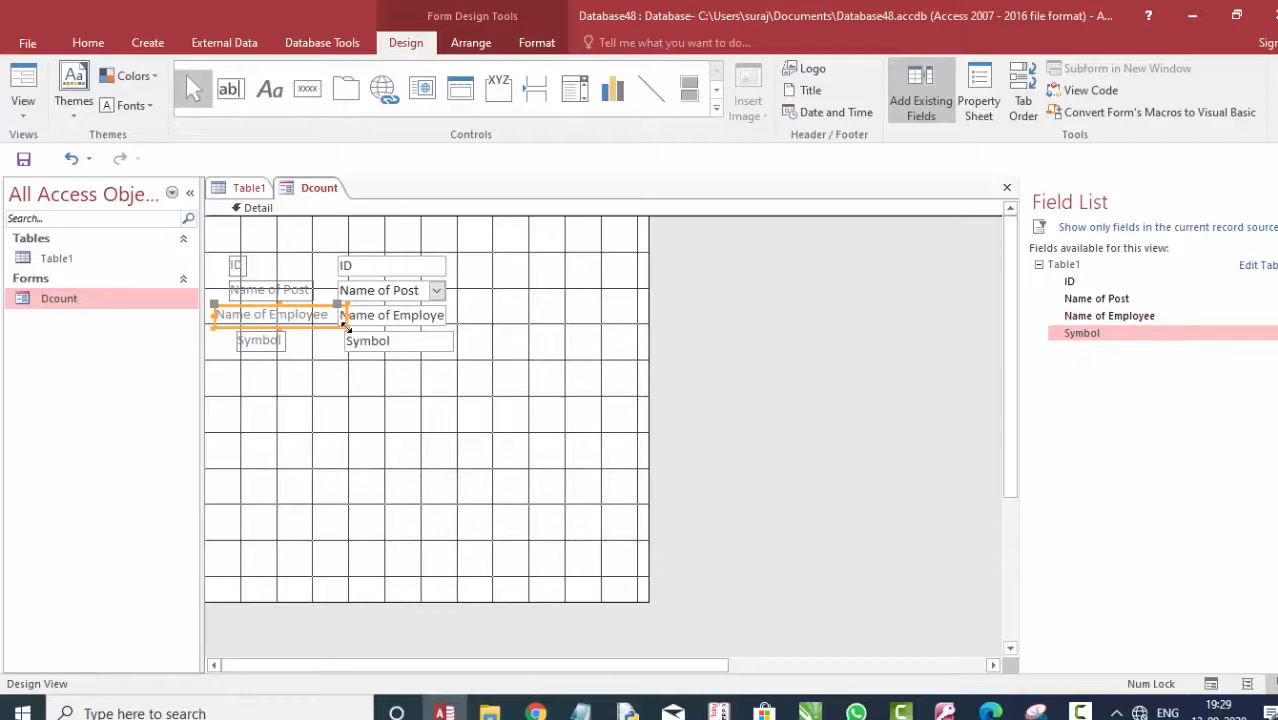 Form Design Tools
Database48 : Database- C:\Users\suraj\Documents\Database48.accdb (Access 2007 - 2016 file format) - A...
?
File
Home
Create
External Data
Database Tools
Design
Arrange
Format
Tell me what you want to do...
Sign
View
Views
Aa
Themes
Colors
A Fonts
Themes
ab|
Aa
xxxx
XYZ
Controls
Insert
Image
Logo
Title
Date and Time
Header / Footer
Add Existing
Fields
Property
Sheet
Tab
Order
Subform in New Window
View Code
Convert Form's Macros to Visual Basic
Tools
All Access Obje...
Search...
Tables
Table1
Forms
Dcount
Table1
Dcount
Detail
ID
ID
Name of Post
Name of Post
Name of Employee
Name of Employe
Symbol
Symbol
Field List
Show only fields in the current record source
Fields available for this view:
Table1
Edit Tab
ID
Name of Post
Name of Employee
Symbol
Design View
Num Lock
Type here to search
ENG
19:29